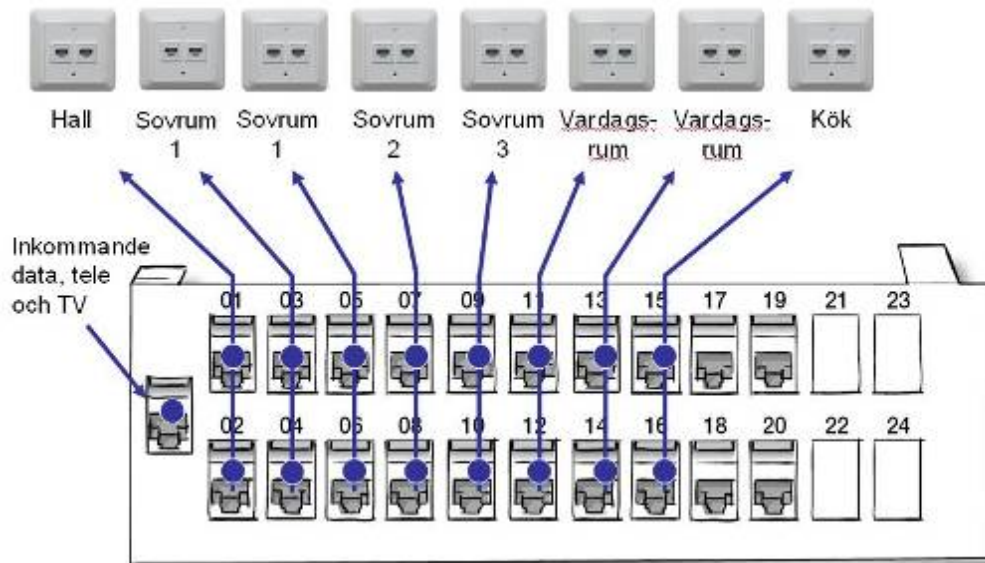 Hall
Sovrum
1
Sovrum
1
Sovrum
2
Sovrum
3
Vardags-
rum
Vardags-
rum
Kök
Inkommande
data, tele
och TV
01 03 05 07 09 11 13 15 17 19 21 23
02 04 06 08 10 12 14 16 18 20 22 24